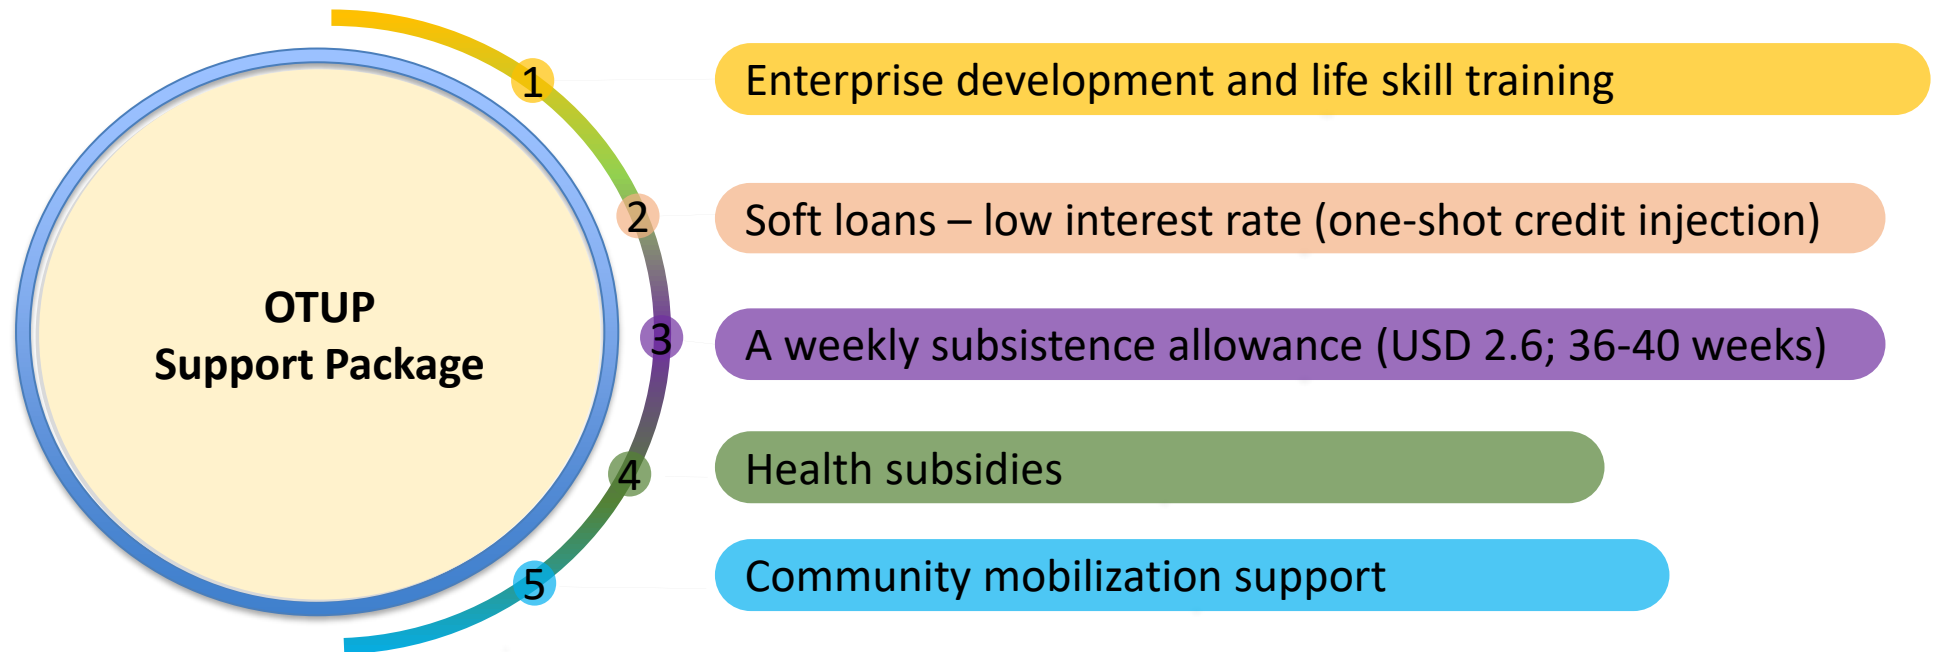 OTUP
Support Package
1
Enterprise development and life skill training
2
Soft loans – low interest rate (one-shot credit injection)
3
A weekly subsistence allowance (USD 2.6; 36-40 weeks)
4
Health subsidies
5
Community mobilization support